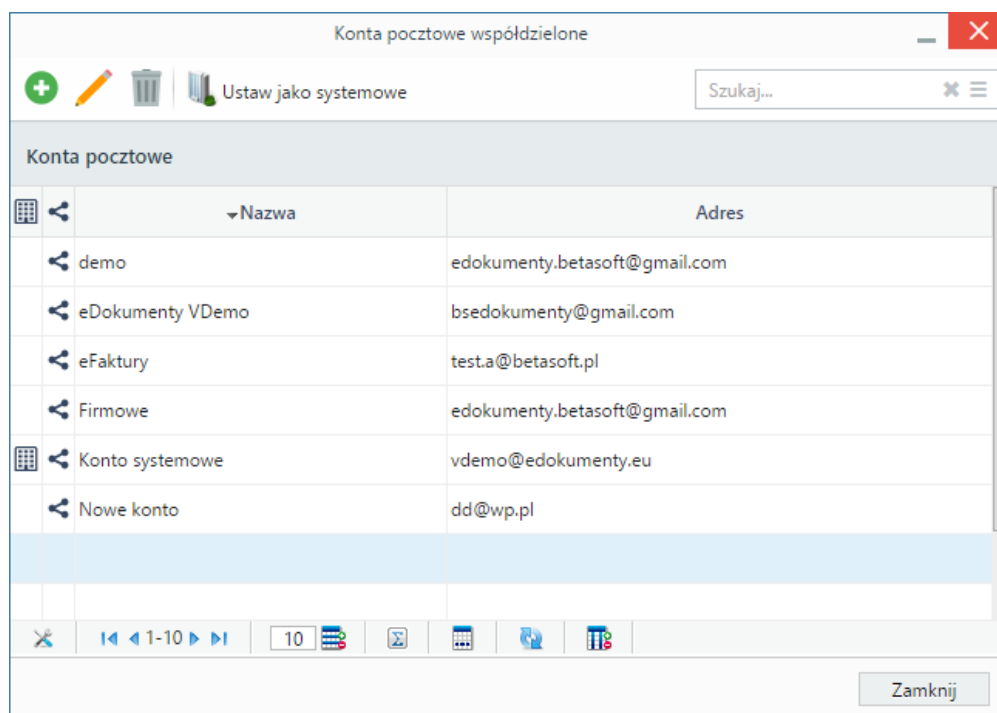 Konta pocztowe współdzielone
Ustaw jako systemowe
Szukaj...
Konta pocztowe
Nazwa Adres
demo edokumenty.betasoft@gmail.com
eDokumenty VDemo bsedokumenty@gmail.com
eFaktury test.a@betasoft.pl
Firmowe edokumenty.betasoft@gmail.com
Konto systemowe vdemo@edokumenty.eu
Nowe konto dd@wp.pl
1-10 10 Σ
Zamknij